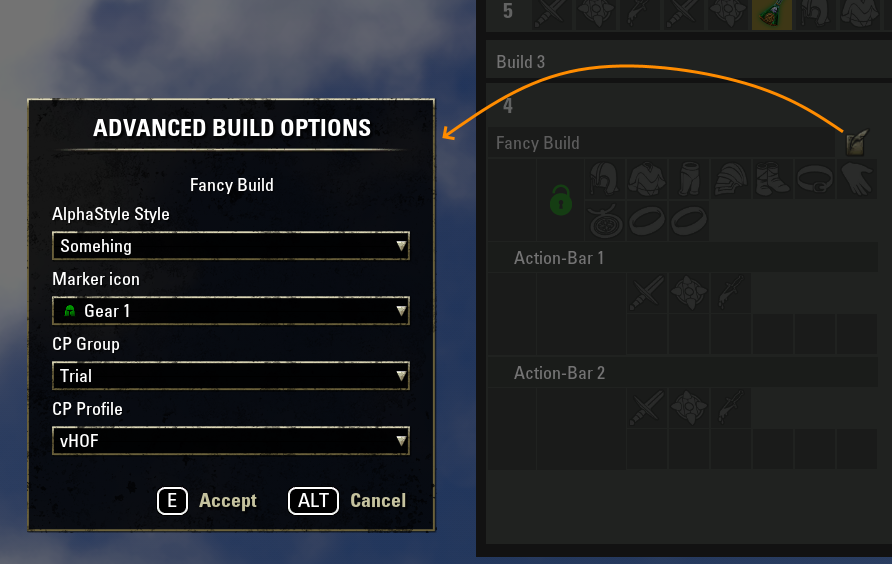 5
Build 3
4
Fancy Build
Action-Bar 1
Action-Bar 2
ADVANCED BUILD OPTIONS
Fancy Build
AlphaStyle Style
Somehing
Marker icon
Gear 1
CP Group
Trial
CP Profile
vHOF
E Accept ALT Cancel